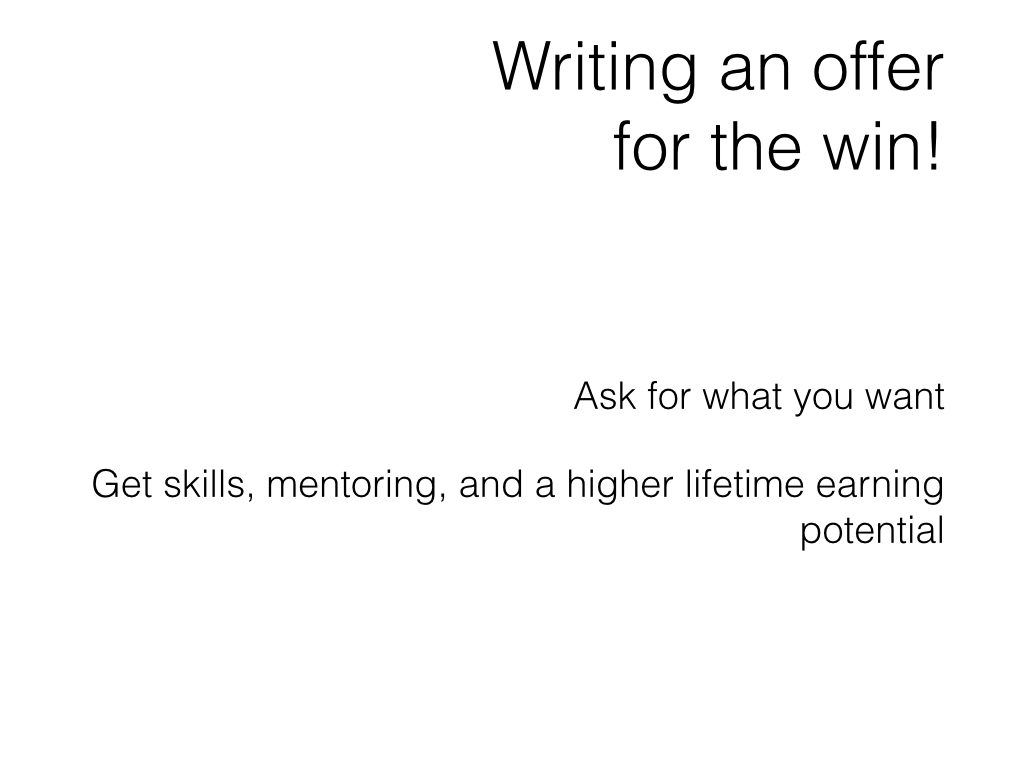 Writing an offer
for the win!
Ask for what you want
Get skills, mentoring, and a higher lifetime earning
potential